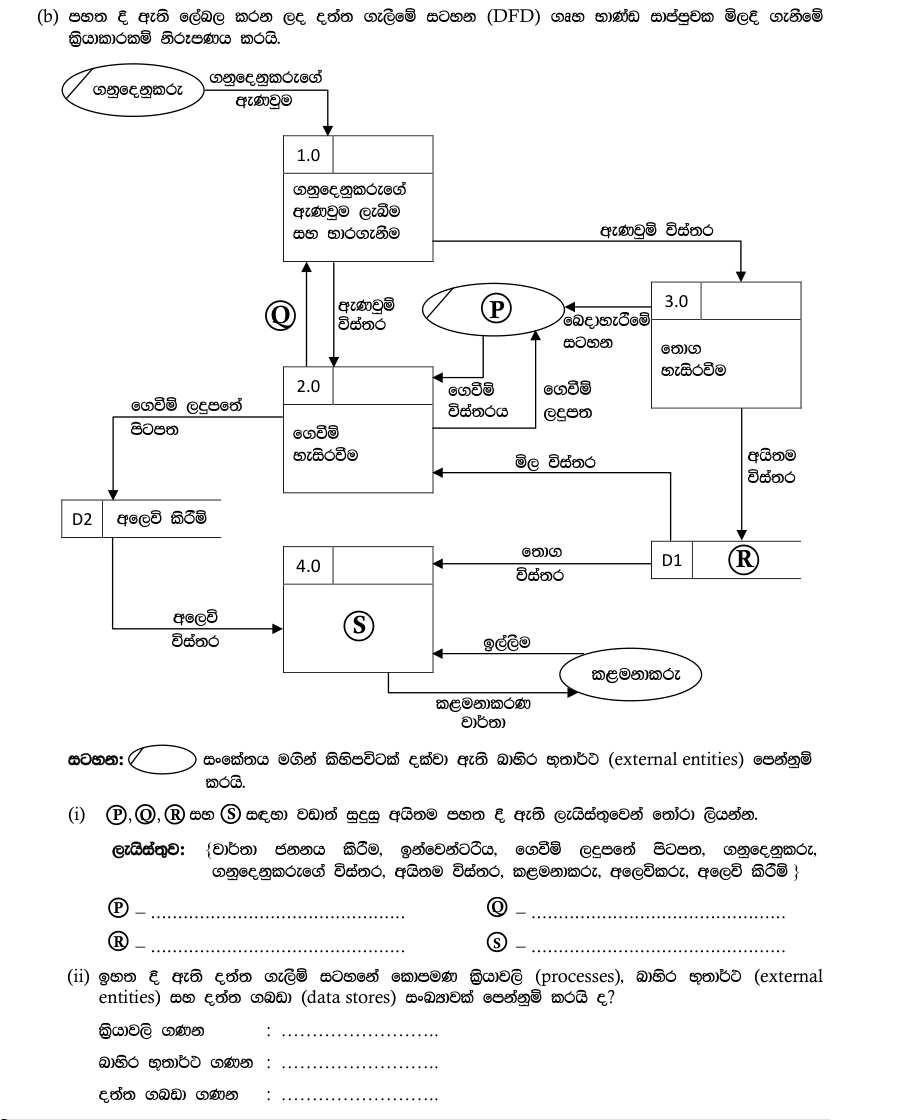 (b) පහත දී ඇති ලේබල කරන ලද දත්ත ගැලීමේ සටහන (DFD) ගෘහ භාණ්ඩ සාප්පුවක මිලදී ගැනීමේ
ක්‍රියාකාරකම් නිරූපණය කරයි.
ගනුදෙනුකරු
ගනුදෙනුකරුගේ
ඇණවුම
1.0
ගනුදෙනුකරුගේ
ඇණවුම ලැබීම
සහ භාරගැනීම
ඇණවුම් විස්තර
Q
ඇණවුම්
විස්තර
P
බෙදාහැරීමේ
සටහන
3.0
තොග
හැසිරවීම
2.0
ගෙවීම්
හැසිරවීම
ගෙවීම්
විස්තරය
ගෙවීම්
ලදුපත
ගෙවීම් ලදුපතේ
පිටපත
මිල විස්තර
අයිතම
විස්තර
D2 අලෙවි කිරීම්
D1 R
4.0
S
තොග
විස්තර
අලෙවි
විස්තර
ඉල්ලීම
කළමනාකරු
කළමනාකරණ
වාර්තා
සටහන: සංකේතය මගින් කිහිපවිටක් දක්වා ඇති බාහිර භූතාර්ථ (external entities) පෙන්නුම්
කරයි.
(i) P, Q, R සහ S සඳහා වඩාත් සුදුසු අයිතම පහත දී ඇති ලැයිස්තුවෙන් තෝරා ලියන්න.
ලැයිස්තුව: {වාර්තා ජනනය කිරීම, ඉන්වෙන්ටරිය, ගෙවීම් ලදුපතේ පිටපත, ගනුදෙනුකරු,
ගනුදෙනුකරුගේ විස්තර, අයිතම විස්තර, කළමනාකරු, අලෙවිකරු, අලෙවි කිරීම් }
P – ............................................ Q – ............................................
R – ............................................ S – ............................................
(ii) ඉහත දී ඇති දත්ත ගැලීම් සටහනේ කොපමණ ක්‍රියාවලි (processes), බාහිර භූතාර්ථ (external
entities) සහ දත්ත ගබඩා (data stores) සංඛ්‍යාවක් පෙන්නුම් කරයි ද?
ක්‍රියාවලි ගණන : ............................
බාහිර භූතාර්ථ ගණන : ............................
දත්ත ගබඩා ගණන : ............................